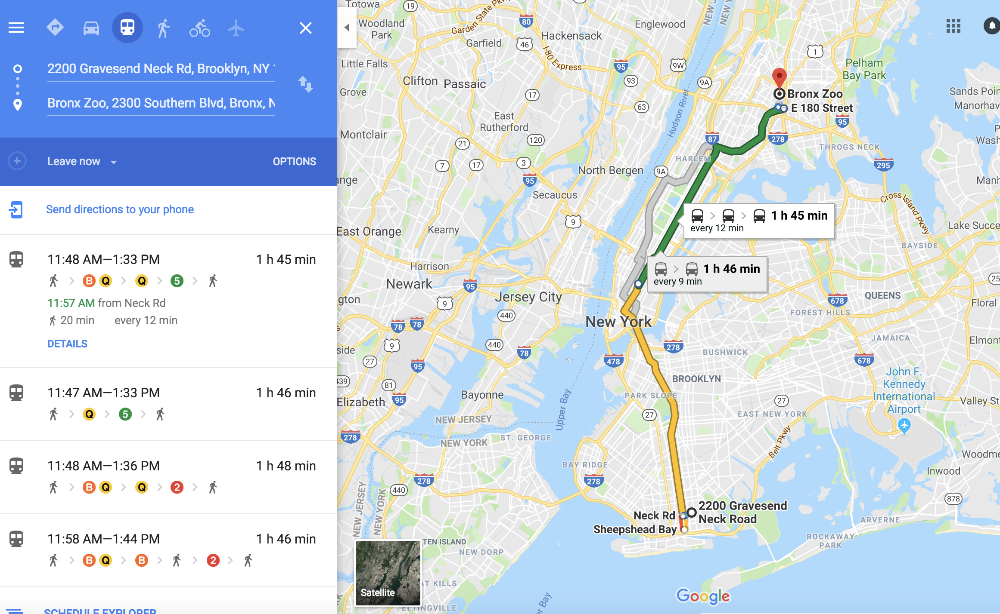 2200 Gravesend Neck Rd, Brooklyn, NY
Bronx Zoo, 2300 Southern Blvd, Bronx, N
Leave now
OPTIONS
Send directions to your phone
11:48 AM—1:33 PM
1 h 45 min
B Q Q 5
11:57 AM from Neck Rd
20 min every 12 min
DETAILS
11:47 AM—1:33 PM
1 h 46 min
Q 5
11:48 AM—1:36 PM
1 h 48 min
B Q Q 2
11:58 AM—1:44 PM
1 h 46 min
B Q B 2
SCHEDULE EXPLORER
Totowa
19
Garden State Pkwy
80
Woodland
Park
Englewood
NEW J
NEW Y
Hackensack
Garfield
46
1
Little Falls
I-80 Express
95
9W
Pelham
Bay Park
Clifton
Passaic
93
9A
Grove
17
Bronx Zoo
Sands Poin
Manorhav
63
Hudson River
E 180 Street
East
Rutherford
95
Montclair
120
87
278
P
Wash
21
THROGS NECK
HARLEM
7
17
3
295
North Bergen
9A
ange
95
Manh
Secaucus
Cross Island Pkwy
1 h 45 min
every 12 min
9
Lake Succe
East Orange
Kearny
BAYSIDE
Harrison
1 h 46 min
every 9 min
25
Newark
95
Jersey City
QUEENS
ngton
9
678
Floral
FOREST HILLS
440
New York
78
78
JAMAICA
Elmont
9
440
278
side
78
BUSHWICK
27
478
678
95
John F.
Kennedy
International
Airport
439
81
BROOKLYN
Bayonne
PARK SLOPE
Elizabeth
95
27
Valley St
Upper Bay
27
EAST NEW YORK
NEW JERSEY
278
ST. GEORGE
NEW YORK
Belt Pkwy
Woodme
BAY RIDGE
Inwood
278
278
440
NEW JERSEY
NEW YORK
878
2200 Gravesend
Neck Road
Neck Rd
Sheepshead Bay
ARVERNE
ROCKAWAY
PARK
TEN ISLAND
NEW DORP
AT KILLS
Satellite
er Bay
Google
ELTINGVILLE